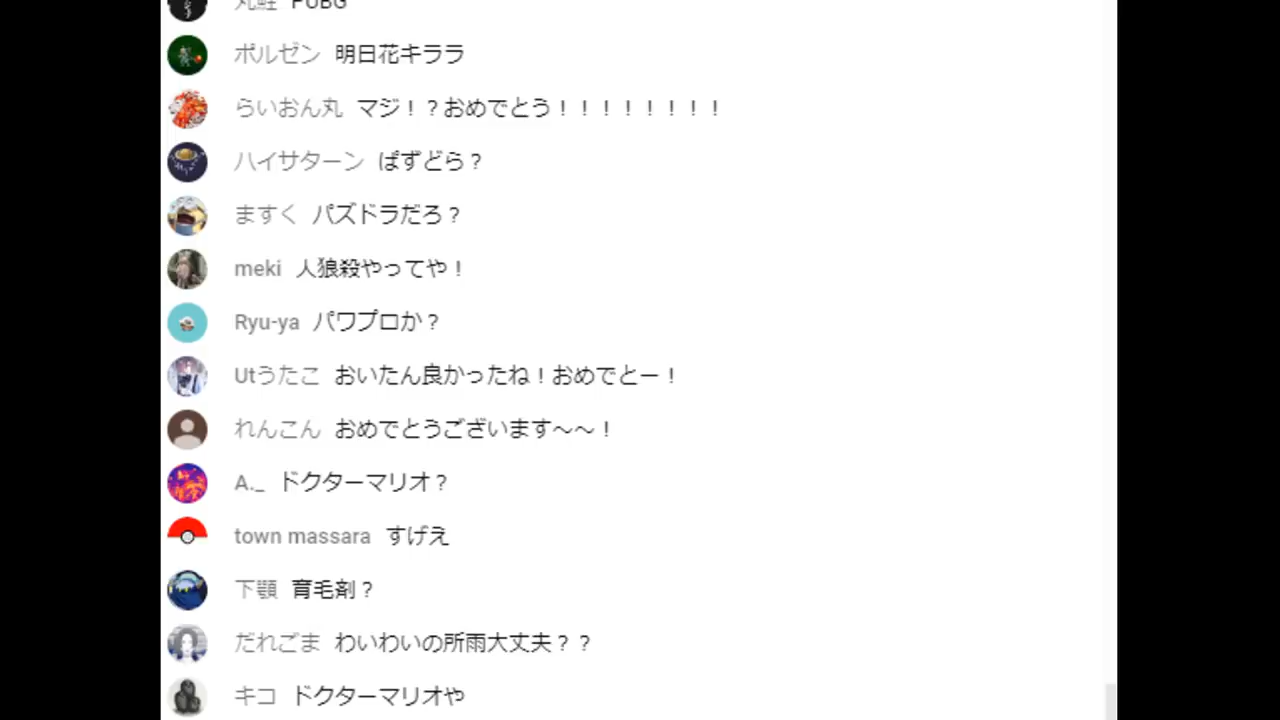 丸鮭 PUBG
ポルゼン 明日花キララ
らいおん丸 マジ！？おめでとう！！！！！！！！
ハイサターン ぱずどら？
ますく パズドラだろ？
meki 人狼殺やってや！
Ryu-ya パワプロか？
Utうたこ おいたん良かったね！おめでとー！
れんこん おめでとうございます〜〜！
A._ ドクターマリオ？
town massara すげえ
下顎 育毛剤？
だれごま わいわいの所雨大丈夫？？
キコ ドクターマリオや